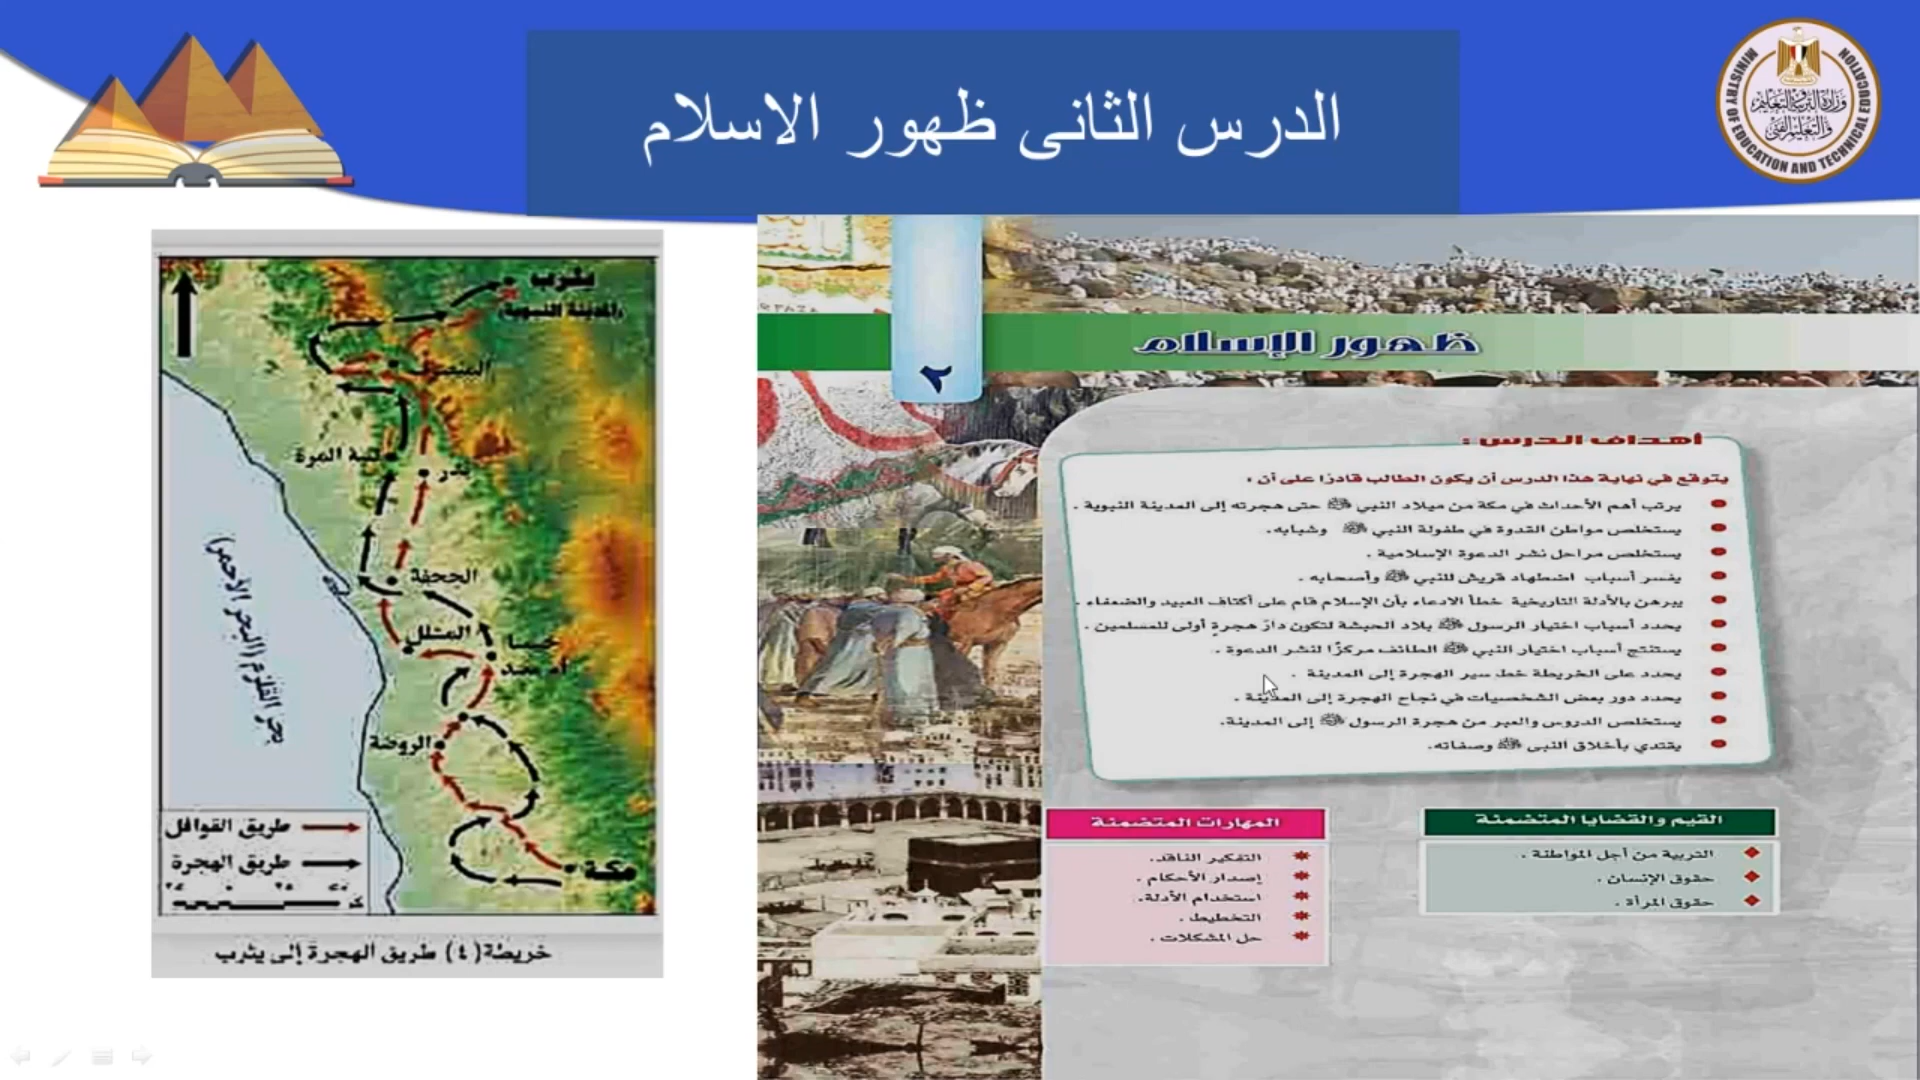 الدرس الثانى ظهور الاسلام
MINISTRY OF EDUCATION AND TECHNICAL EDUCATION
وزارة التربية والتعليم
والتعليم الفني
ظهور الإسلام
٢
أهداف الدرس :
يتوقع في نهاية هذا الدرس أن يكون الطالب قادرًا على أن :
يرتب أهم الأحداث في مكة من ميلاد النبي ﷺ حتى هجرته إلى المدينة النبوية .
يستخلص مواطن القدوة في طفولة النبي ﷺ وشبابه.
يستخلص مراحل نشر الدعوة الإسلامية .
يفسر أسباب اضطهاد قريش للنبي ﷺ وأصحابه .
يبرهن بالأدلة التاريخية خطأ الادعاء بأن الإسلام قام على أكتاف العبيد والضعفاء .
يحدد أسباب اختيار الرسول ﷺ بلاد الحبشة لتكون دارَ هجرةٍ أولى للمسلمين .
يستنتج أسباب اختيار النبي ﷺ الطائف مركزًا لنشر الدعوة .
يحدد على الخريطة خط سير الهجرة إلى المدينة .
يحدد دور بعض الشخصيات في نجاح الهجرة إلى المدينة .
يستخلص الدروس والعبر من هجرة الرسول ﷺ إلى المدينة.
يقتدي بأخلاق النبى ﷺ وصفاته.
القيم والقضايا المتضمنة
التربية من أجل المواطنة .
حقوق الإنسان .
حقوق المرأة .
المهارات المتضمنة
التفكير الناقد.
إصدار الأحكام .
استخدام الأدلة.
التخطيط .
حل المشكلات .
يثرب
(المدينة النبوية)
المنصرف
ثنية المرة
بدر
الجحفة
المشلل
خيمتا
أم معبد
الروضة
مكة
بحر القلزم (البحر الأحمر)
طريق القوافل
طريق الهجرة
خريطة (٤) طريق الهجرة إلى يثرب